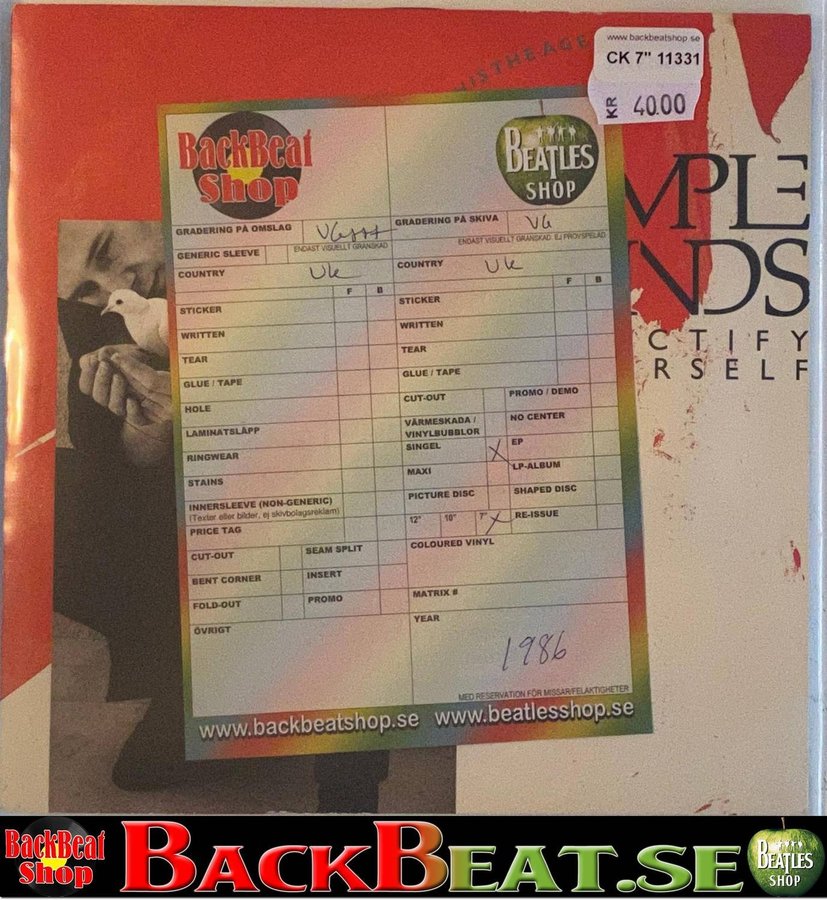 HISTHEAGE
www.backbeatshop.se
CK 7" 11331
KR 40.00
MPLE
NDS
CTIFY
RSELF
BackBeat
Shop
BEATLES
SHOP
GRADERING PÅ OMSLAG VG+++
ENDAST VISUELLT GRANSKAD
GENERIC SLEEVE
COUNTRY UK
F B
STICKER
WRITTEN
TEAR
GLUE / TAPE
HOLE
LAMINATSLÄPP
RINGWEAR
STAINS
INNERSLEEVE (NON-GENERIC)
(Texter eller bilder, ej skivbolagsreklam)
PRICE TAG
CUT-OUT SEAM SPLIT
BENT CORNER INSERT
FOLD-OUT PROMO
ÖVRIGT
GRADERING PÅ SKIVA VG
ENDAST VISUELLT GRANSKAD. EJ PROVSPELAD
COUNTRY UK
F B
STICKER
WRITTEN
TEAR
GLUE / TAPE
CUT-OUT PROMO / DEMO
VÄRMESKADA / NO CENTER
VINYLBUBBLOR
SINGEL X EP
MAXI LP-ALBUM
PICTURE DISC SHAPED DISC
12" 10" 7" X RE-ISSUE
COLOURED VINYL
MATRIX #
YEAR
1986
MED RESERVATION FÖR MISSAR/FELAKTIGHETER
www.backbeatshop.se www.beatlesshop.se
BackBeat
Shop
BACKBEAT.SE
BEATLES
SHOP